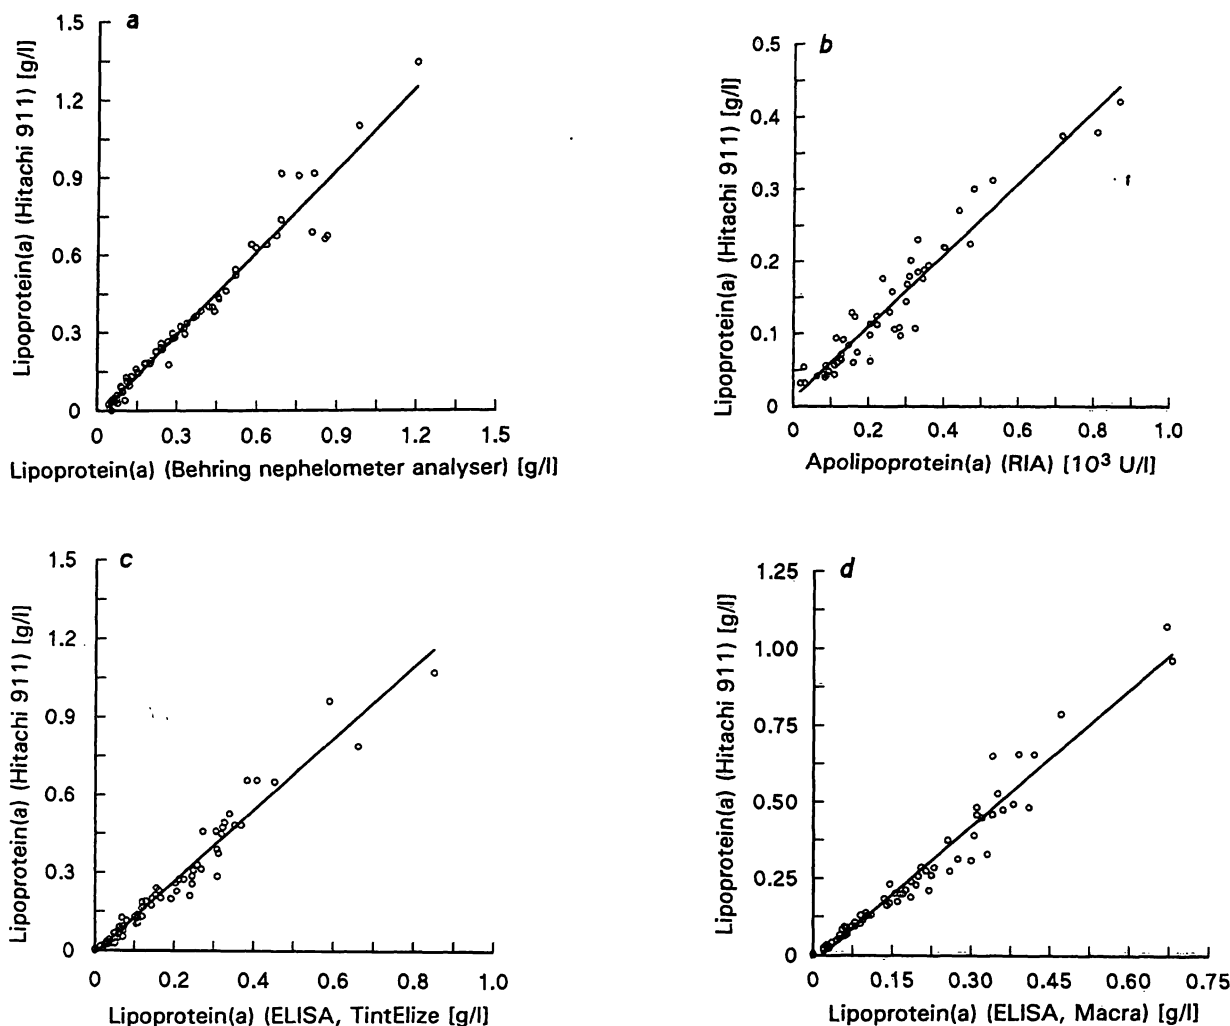 a
1.5
1.2
0.9
0.6
0.3
0
Lipoprotein(a) (Hitachi 911) [g/l]
0 0.3 0.6 0.9 1.2 1.5
Lipoprotein(a) (Behring nephelometer analyser) [g/l]
b
0.5
0.4
0.3
0.2
0.1
0
Lipoprotein(a) (Hitachi 911) [g/l]
0 0.2 0.4 0.6 0.8 1.0
Apolipoprotein(a) (RIA) [10³ U/l]
c
1.5
1.2
0.9
0.6
0.3
0
Lipoprotein(a) (Hitachi 911) [g/l]
0 0.2 0.4 0.6 0.8 1.0
Lipoprotein(a) (ELISA, TintElize [g/l]
d
1.25
1.00
0.75
0.50
0.25
0
Lipoprotein(a) (Hitachi 911) [g/l]
0 0.15 0.30 0.45 0.60 0.75
Lipoprotein(a) (ELISA, Macra) [g/l]